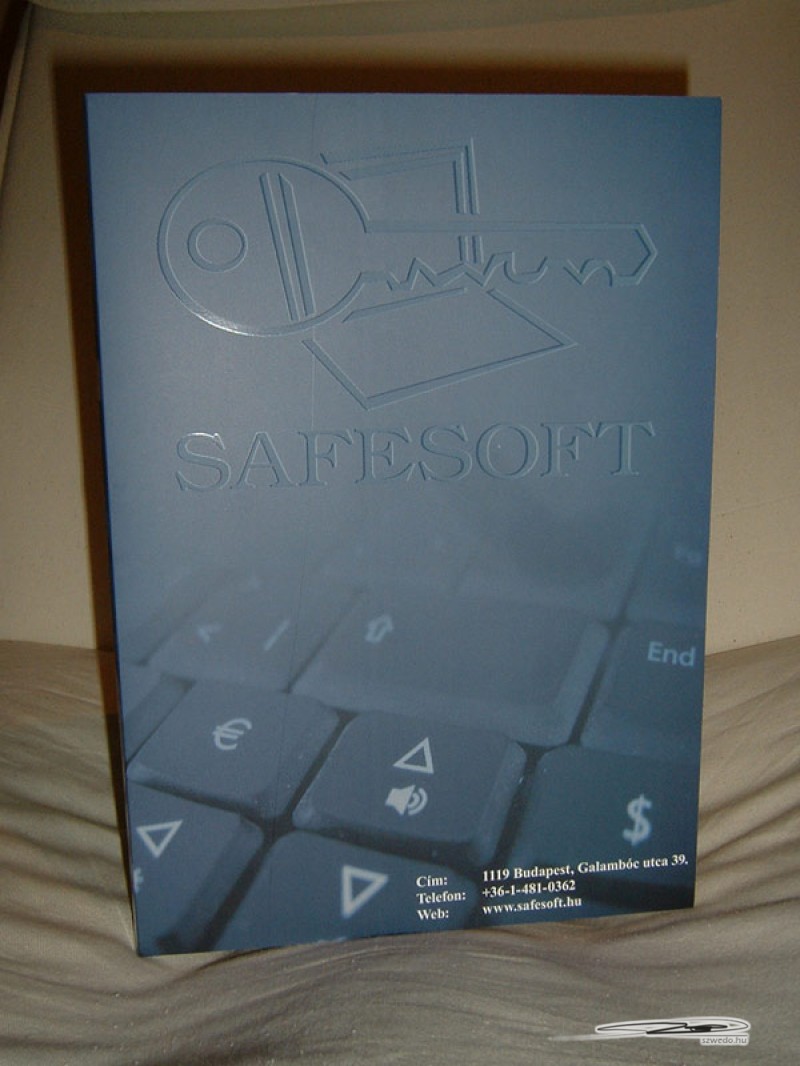 SAFESOFT
End
€
$
Cím: 1119 Budapest, Galambóc utca 39.
Telefon: +36-1-481-0362
Web: www.safesoft.hu
szwedo.hu